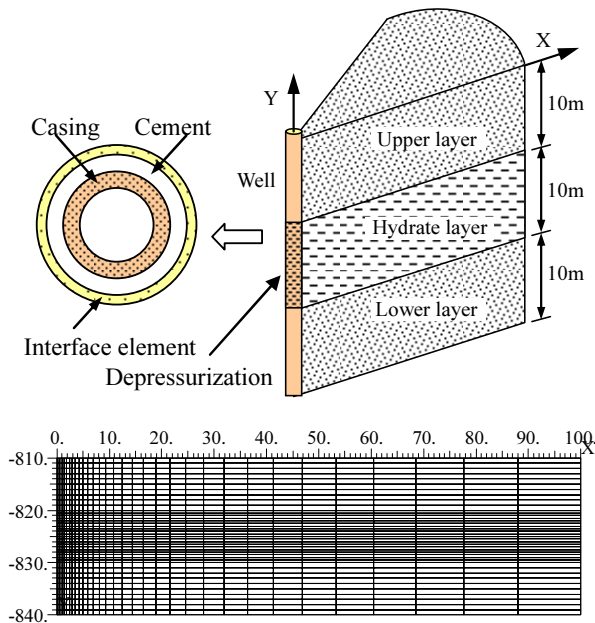 X
Y
10m
Casing
Cement
Upper layer
Well
10m
Hydrate layer
10m
Lower layer
Interface element
Depressurization
0. 10. 20. 30. 40. 50. 60. 70. 80. 90. 100.
X
-810.
-820.
-830.
-840.